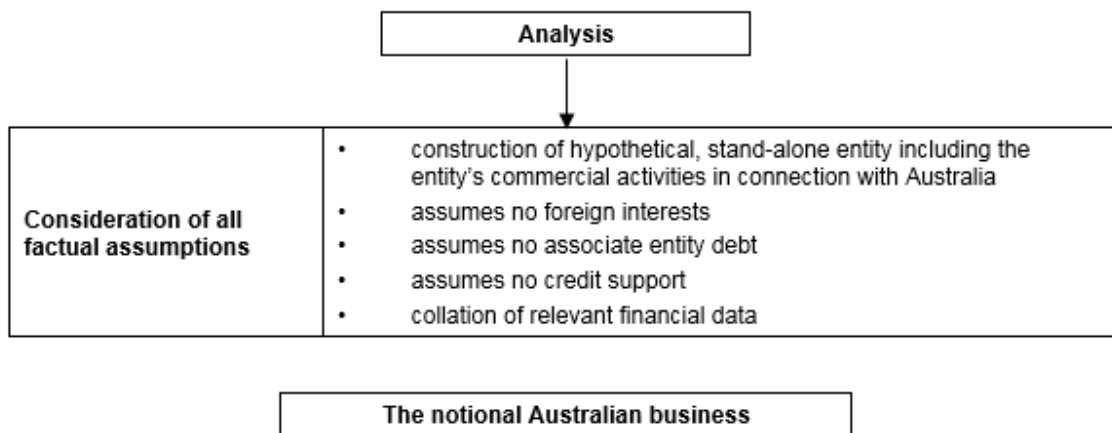 Analysis
Consideration of all
factual assumptions
• construction of hypothetical, stand-alone entity including the
entity's commercial activities in connection with Australia
• assumes no foreign interests
• assumes no associate entity debt
• assumes no credit support
• collation of relevant financial data
The notional Australian business